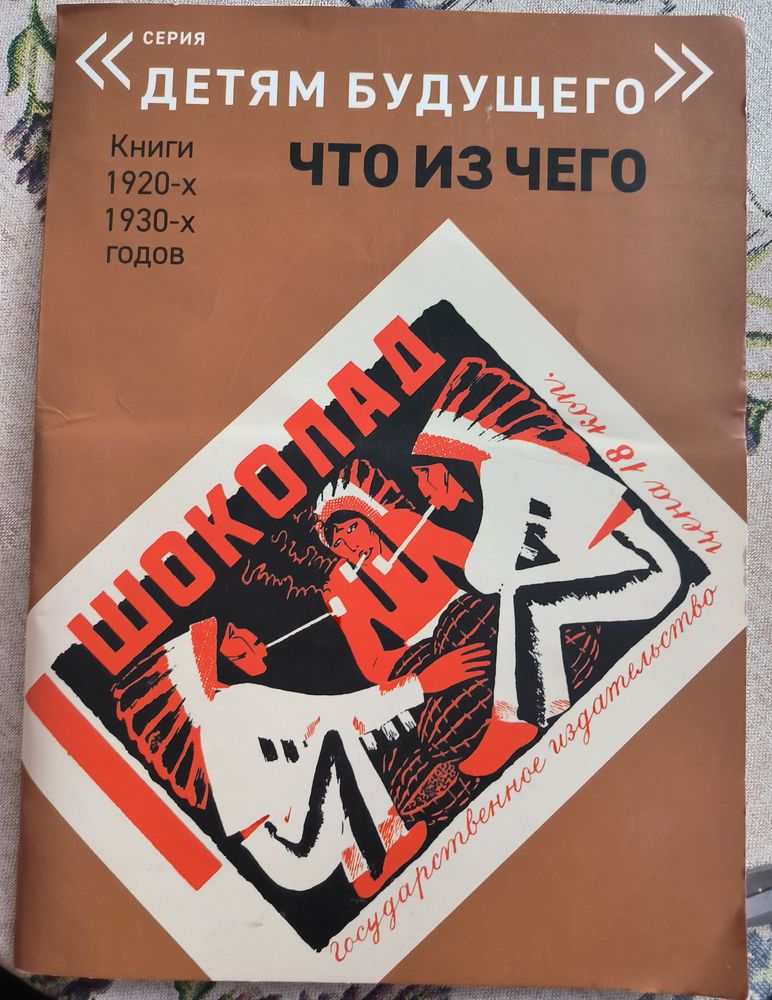 СЕРИЯ
«ДЕТЯМ БУДУЩЕГО»
Книги
1920-х
1930-х
годов
ЧТО ИЗ ЧЕГО
ШОКОЛАД
цена 18 коп.
государственное издательство